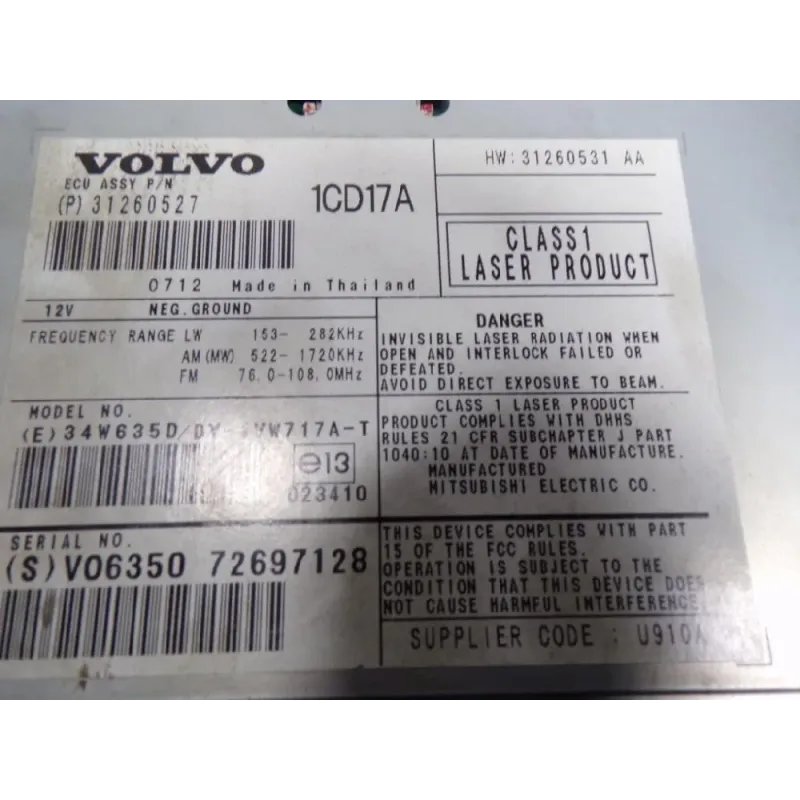 VOLVO
ECU ASSY P/N
(P) 31260527
1CD17A
0712 Made in Thailand
HW: 31260531 AA
CLASS1
LASER PRODUCT
12V NEG. GROUND
FREQUENCY RANGE LW 153- 282KHz
AM (MW) 522- 1720KHz
FM 76.0-108.0MHz
DANGER
INVISIBLE LASER RADIATION WHEN
OPEN AND INTERLOCK FAILED OR
DEFEATED.
AVOID DIRECT EXPOSURE TO BEAM.
MODEL NO.
(E) 34W635D/
e13
023410
CLASS 1 LASER PRODUCT
PRODUCT COMPLIES WITH DHHS
RULES 21 CFR SUBCHAPTER J PART
1040:10 AT DATE OF MANUFACTURE.
MANUFACTURED
MITSUBISHI ELECTRIC CO.
SERIAL NO.
(S) V06350 72697128
THIS DEVICE COMPLIES WITH PART
15 OF THE FCC RULES.
OPERATION IS SUBJECT TO THE
CONDITION THAT THIS DEVICE DOES
NOT CAUSE HARMFUL INTERFERENCE
SUPPLIER CODE : U910A